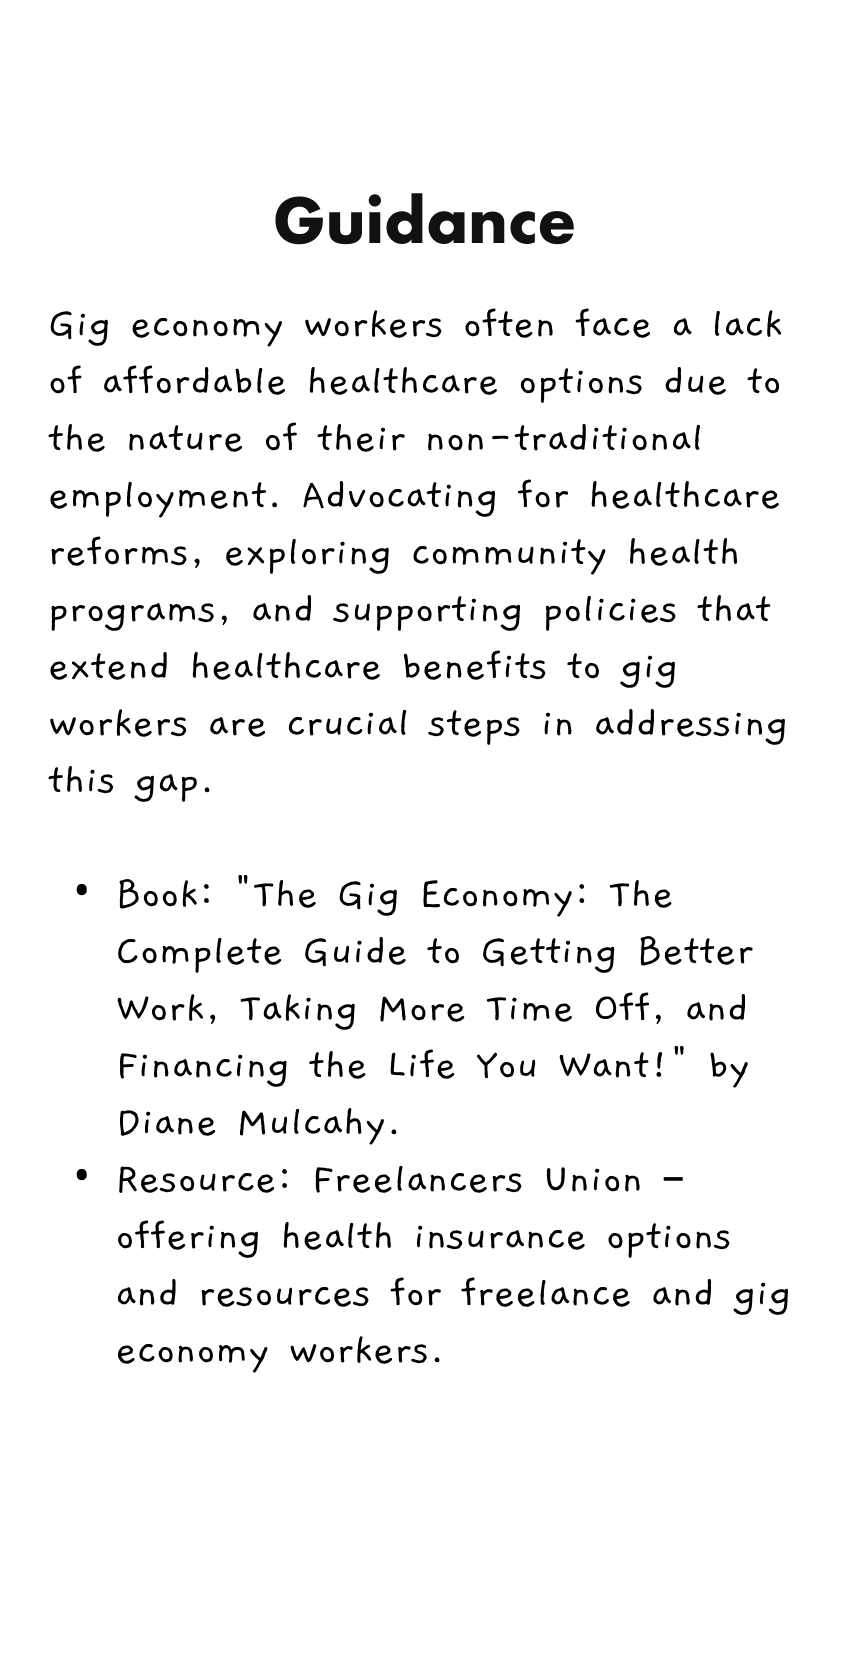 Guidance
Gig economy workers often face a lack
of affordable healthcare options due to
the nature of their non-traditional
employment. Advocating for healthcare
reforms, exploring community health
programs, and supporting policies that
extend healthcare benefits to gig
workers are crucial steps in addressing
this gap.
• Book: "The Gig Economy: The
Complete Guide to Getting Better
Work, Taking More Time Off, and
Financing the Life You Want!" by
Diane Mulcahy.
• Resource: Freelancers Union –
offering health insurance options
and resources for freelance and gig
economy workers.